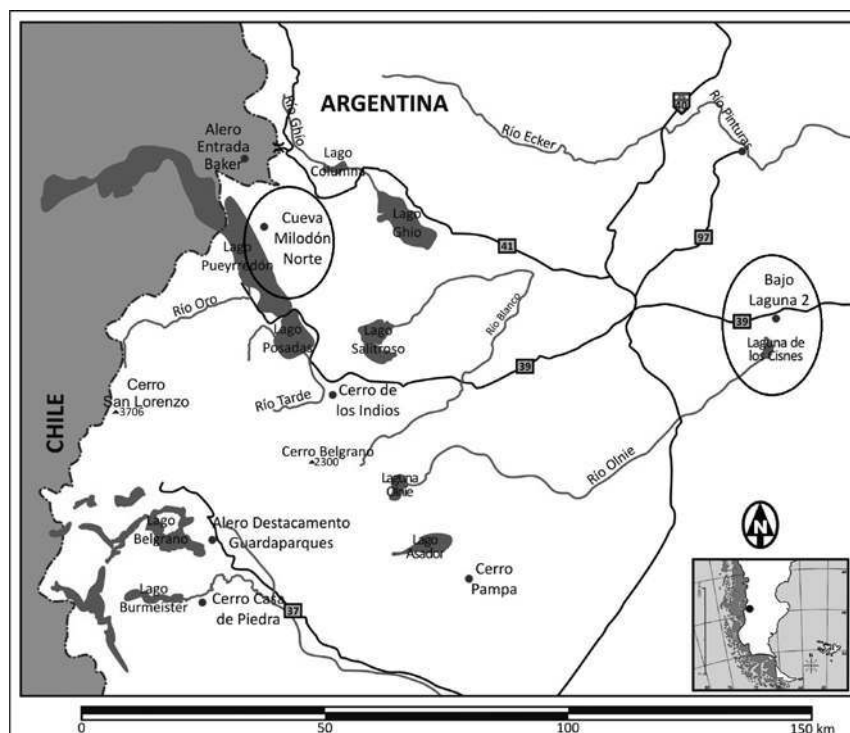 ARGENTINA
Río Ghio
Alero
Entrada
Baker
Lago
Columna
Río Ecker
40
Río Pinturas
Cueva
Milodón
Norte
Lago
Ghio
41
97
Lago
Pueyrredón
Río Oro
Bajo
Laguna 2
39
Laguna de
los Cisnes
Lago
Posadas
Lago
Salitroso
Río Blanco
39
Cerro
San Lorenzo
3706
Río Tarde
Cerro de
los Indios
CHILE
Cerro Belgrano
2300
Río Olnie
Laguna
Olnie
Lago
Belgrano
Alero Destacamento
Guardaparques
Lago
Asador
N
Cerro
Pampa
Lago
Burmeister
Cerro Casa
de Piedra
37
0
50
100
150 km